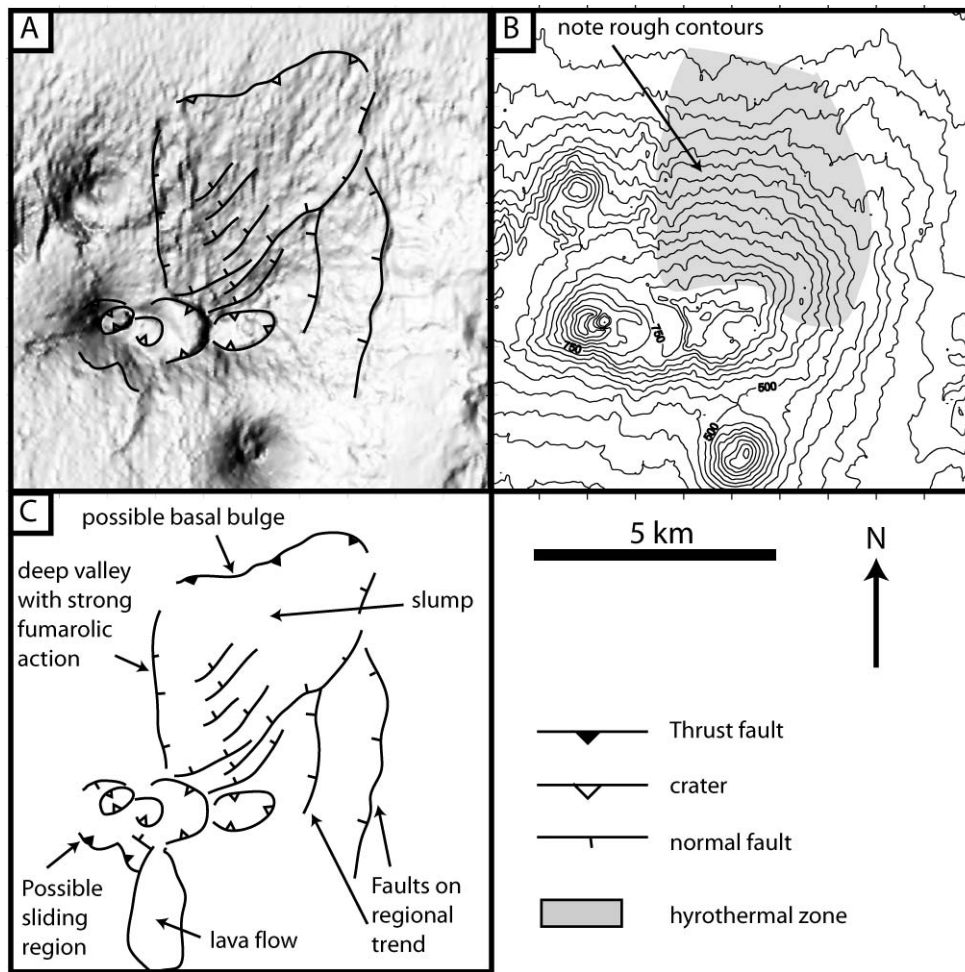 A
B
note rough contours
750
750
500
500
C
possible basal bulge
deep valley
with strong
fumarolic
action
slump
Possible
sliding
region
lava flow
Faults on
regional
trend
5 km
N
Thrust fault
crater
normal fault
hyrothermal zone